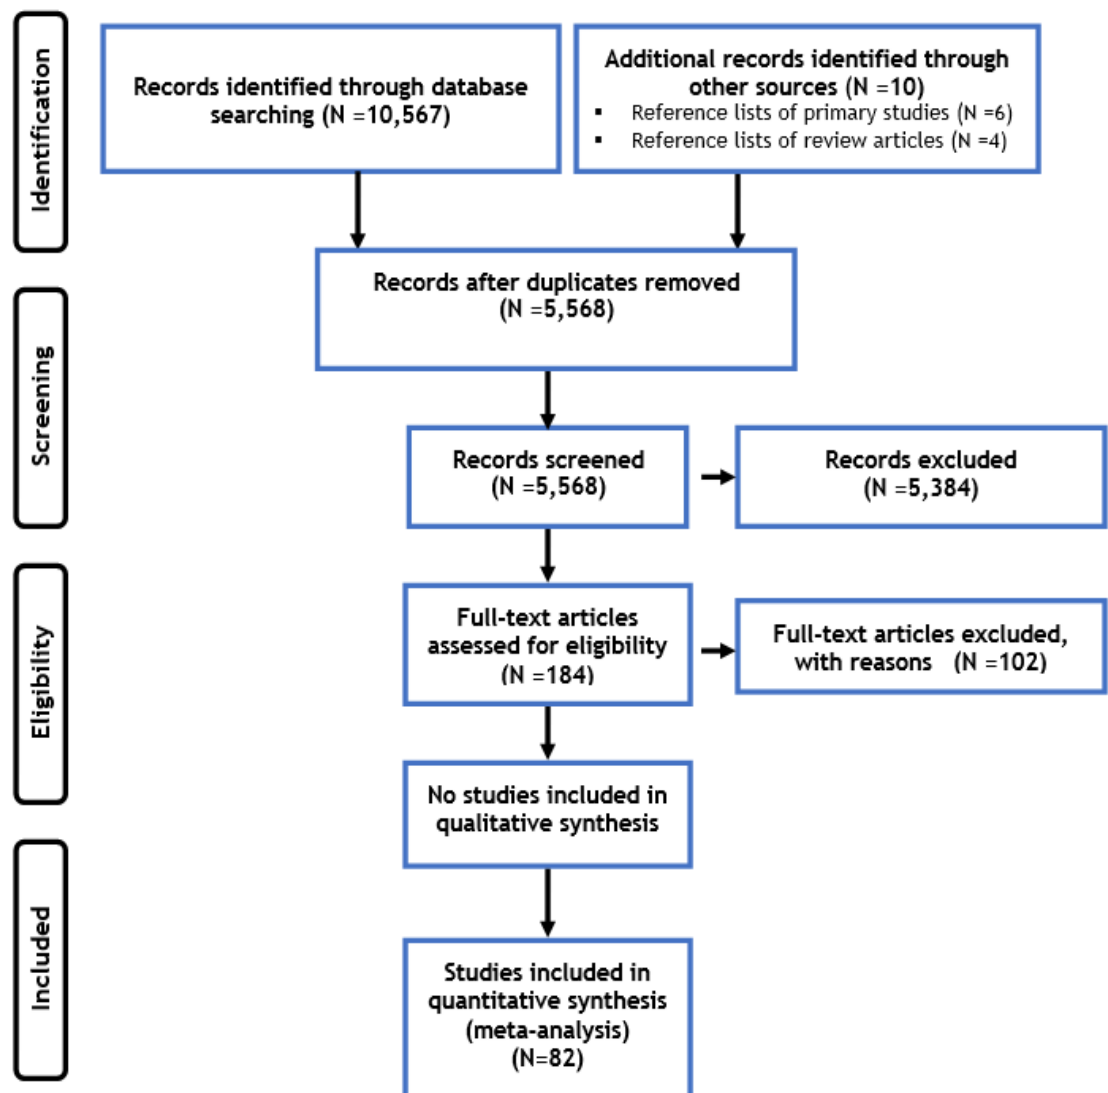 Identification
Records identified through database
searching (N =10,567)
Additional records identified through
other sources (N =10)
▪ Reference lists of primary studies (N =6)
▪ Reference lists of review articles (N =4)
Records after duplicates removed
(N =5,568)
Screening
Records screened
(N =5,568)
Records excluded
(N =5,384)
Eligibility
Full-text articles
assessed for eligibility
(N =184)
Full-text articles excluded,
with reasons (N =102)
No studies included in
qualitative synthesis
Included
Studies included in
quantitative synthesis
(meta-analysis)
(N=82)